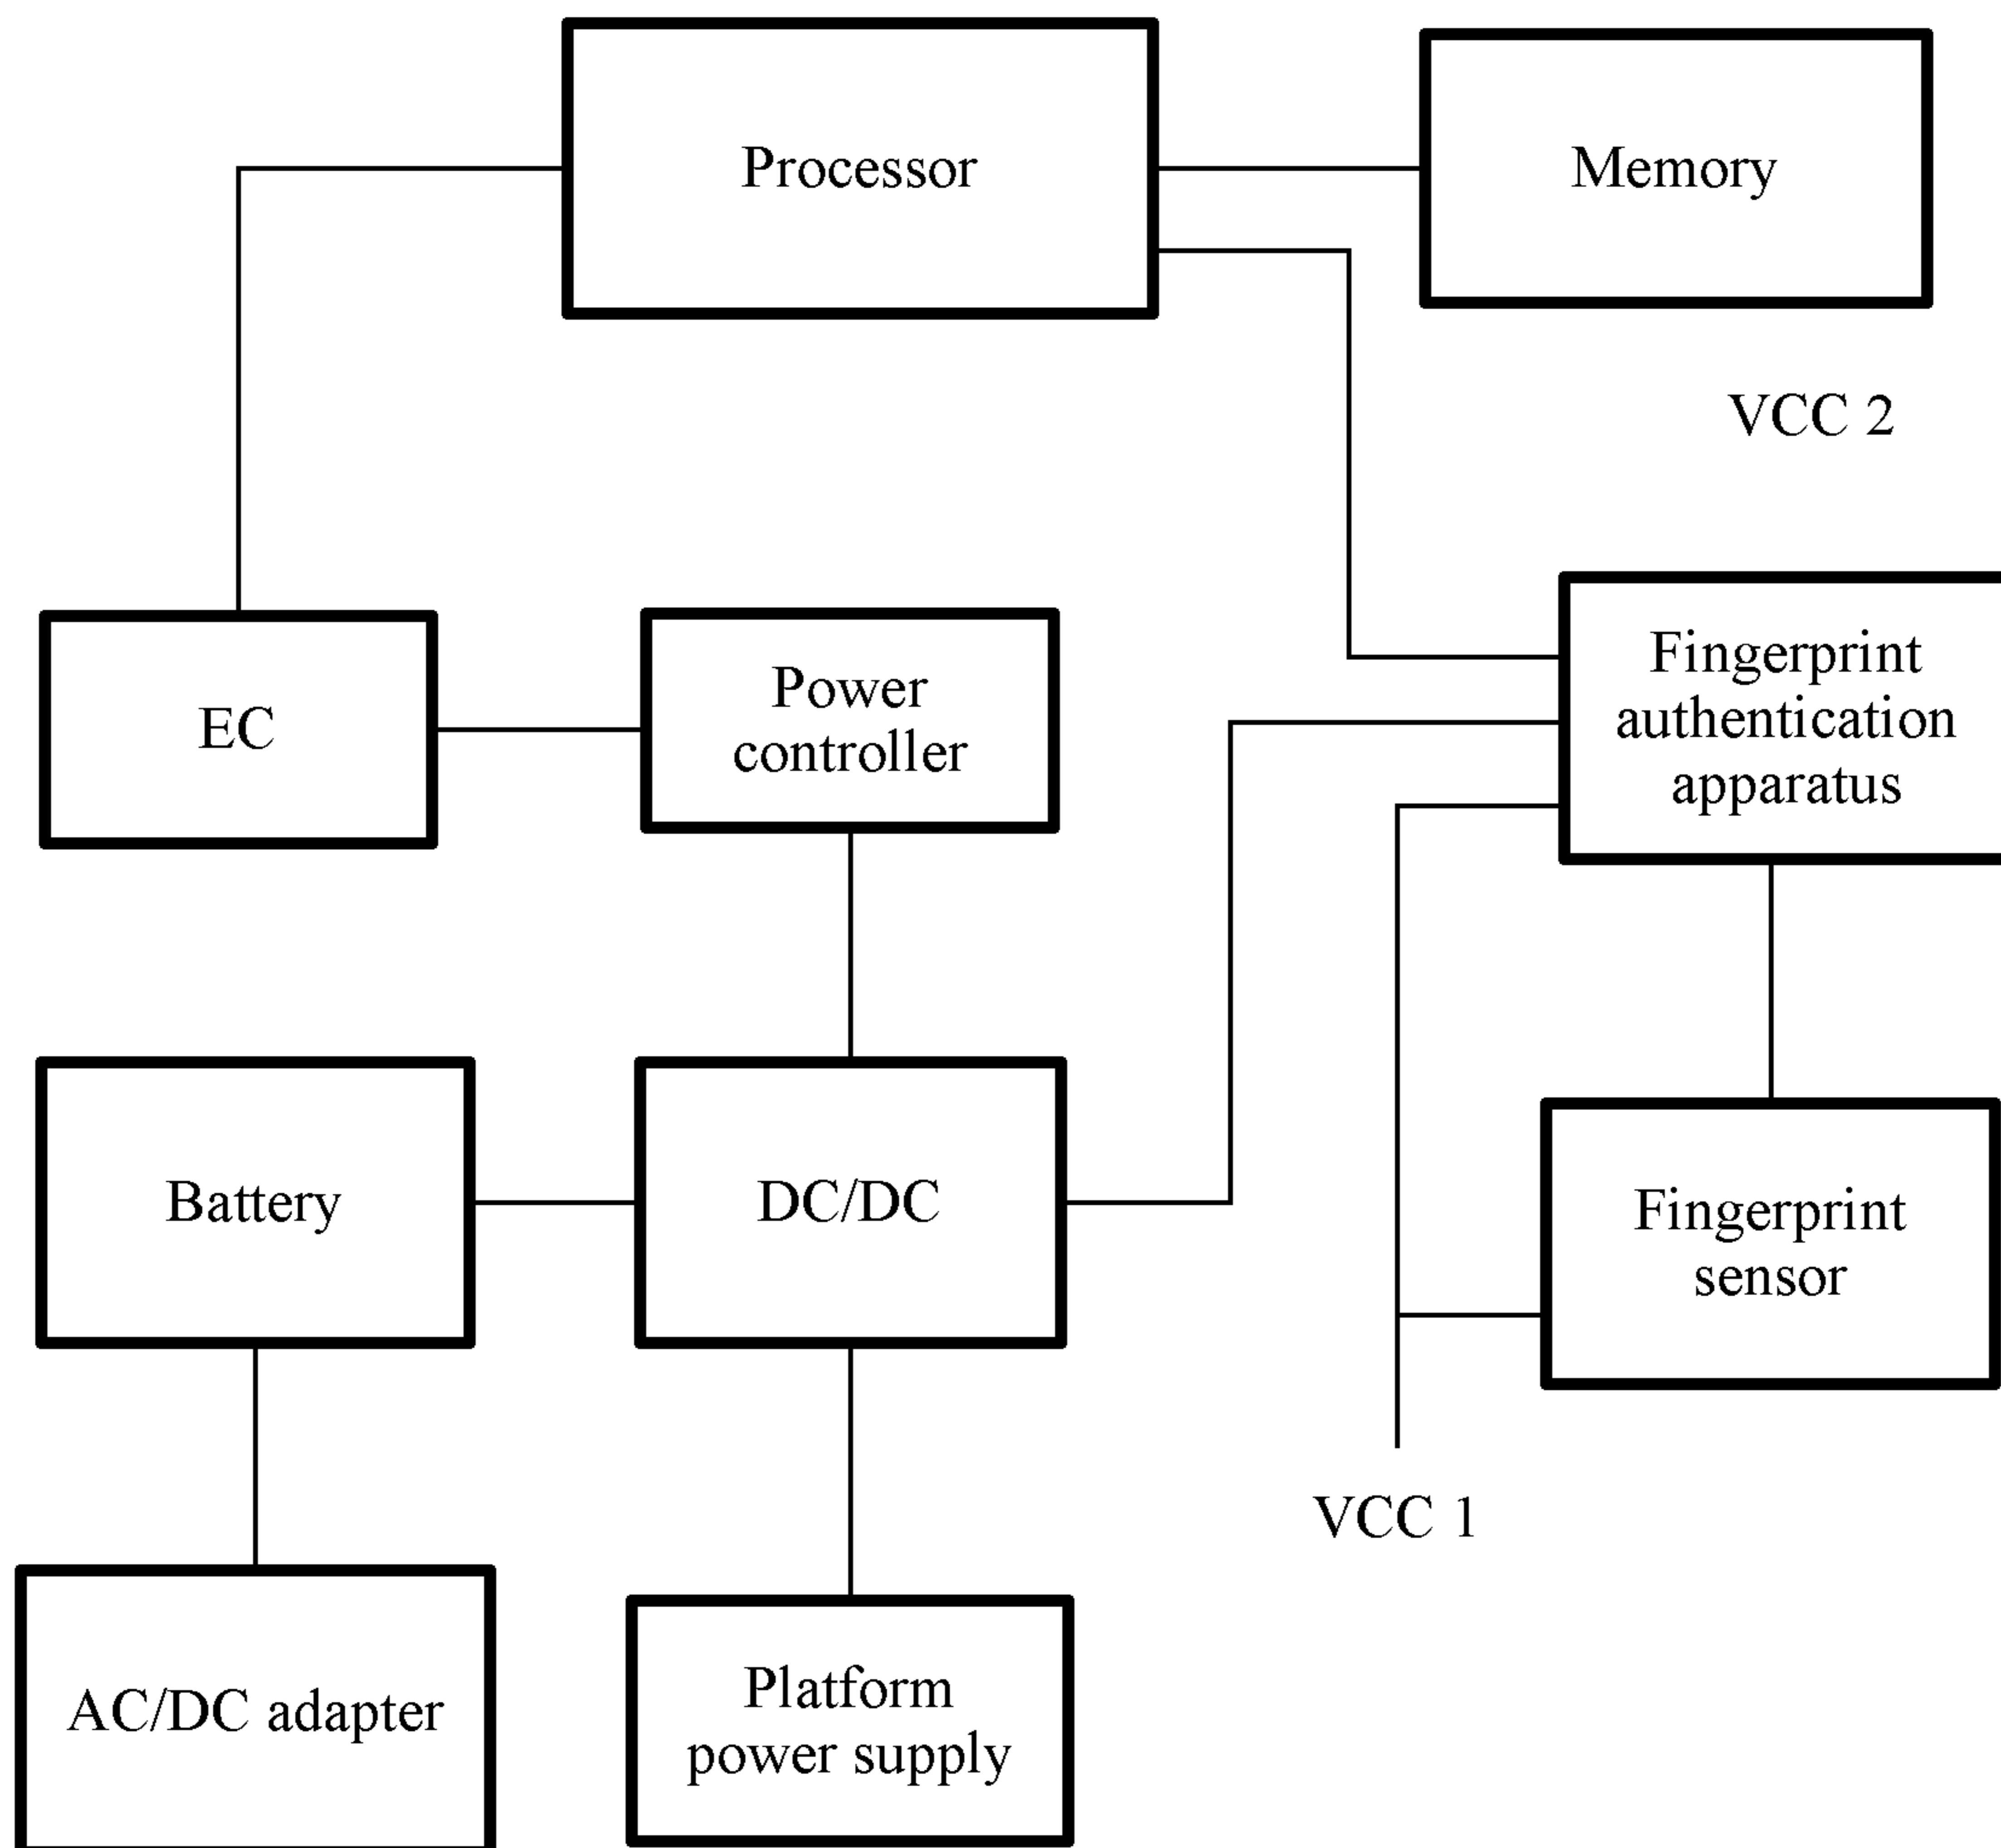 Processor
Memory
VCC 2
EC
Power
controller
Fingerprint
authentication
apparatus
Battery
DC/DC
Fingerprint
sensor
VCC 1
AC/DC adapter
Platform
power supply